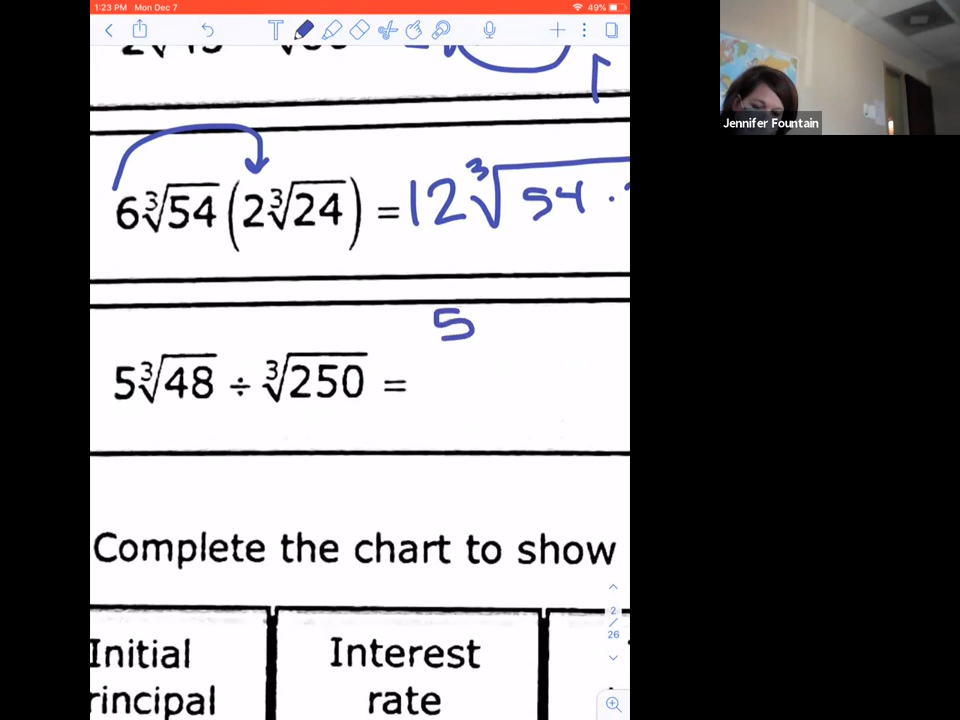 1:23 PM Mon Dec 7
49%
Jennifer Fountain
6∛54 (2∛24) = 12∛54 ·
5
5∛48 ÷ ∛250 =
Complete the chart to show
Initial
rincipal
Interest
rate
2
/
26